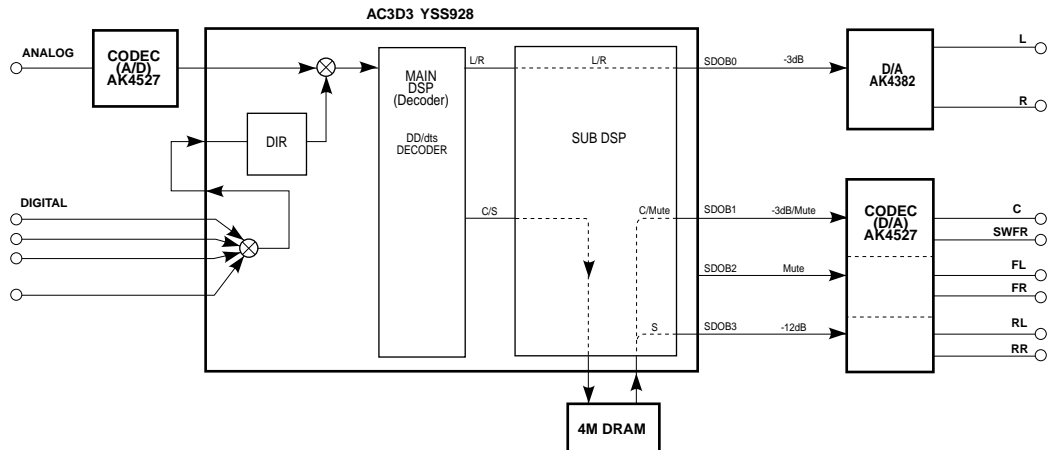 AC3D3 YSS928
ANALOG
CODEC
(A/D)
AK4527
MAIN
DSP
(Decoder)
DD/dts
DECODER
DIR
L/R
L/R
SUB DSP
SDOB0
-3dB
D/A
AK4382
L
R
DIGITAL
C/S
C/Mute
SDOB1
-3dB/Mute
CODEC
(D/A)
AK4527
C
SWFR
SDOB2
Mute
FL
FR
S
SDOB3
-12dB
RL
RR
4M DRAM